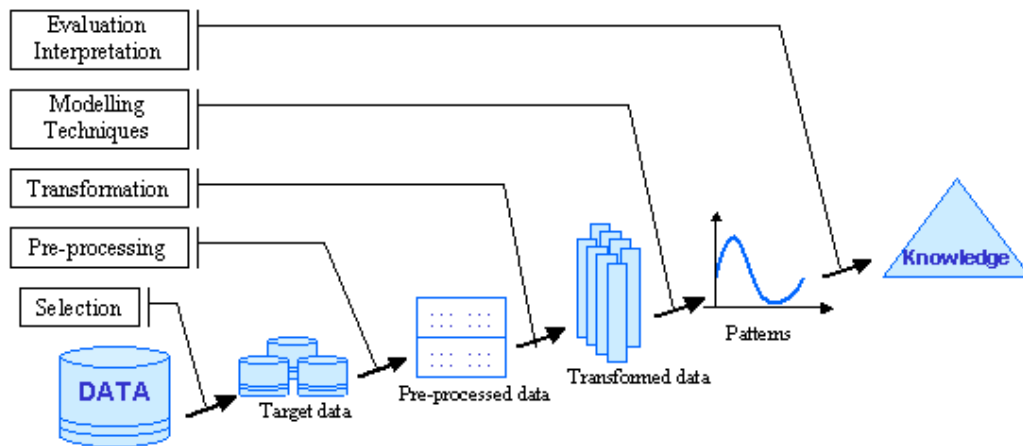 Evaluation
Interpretation
Modelling
Techniques
Transformation
Pre-processing
Selection
DATA
Target data
Pre-processed data
Transformed data
Patterns
Knowledge